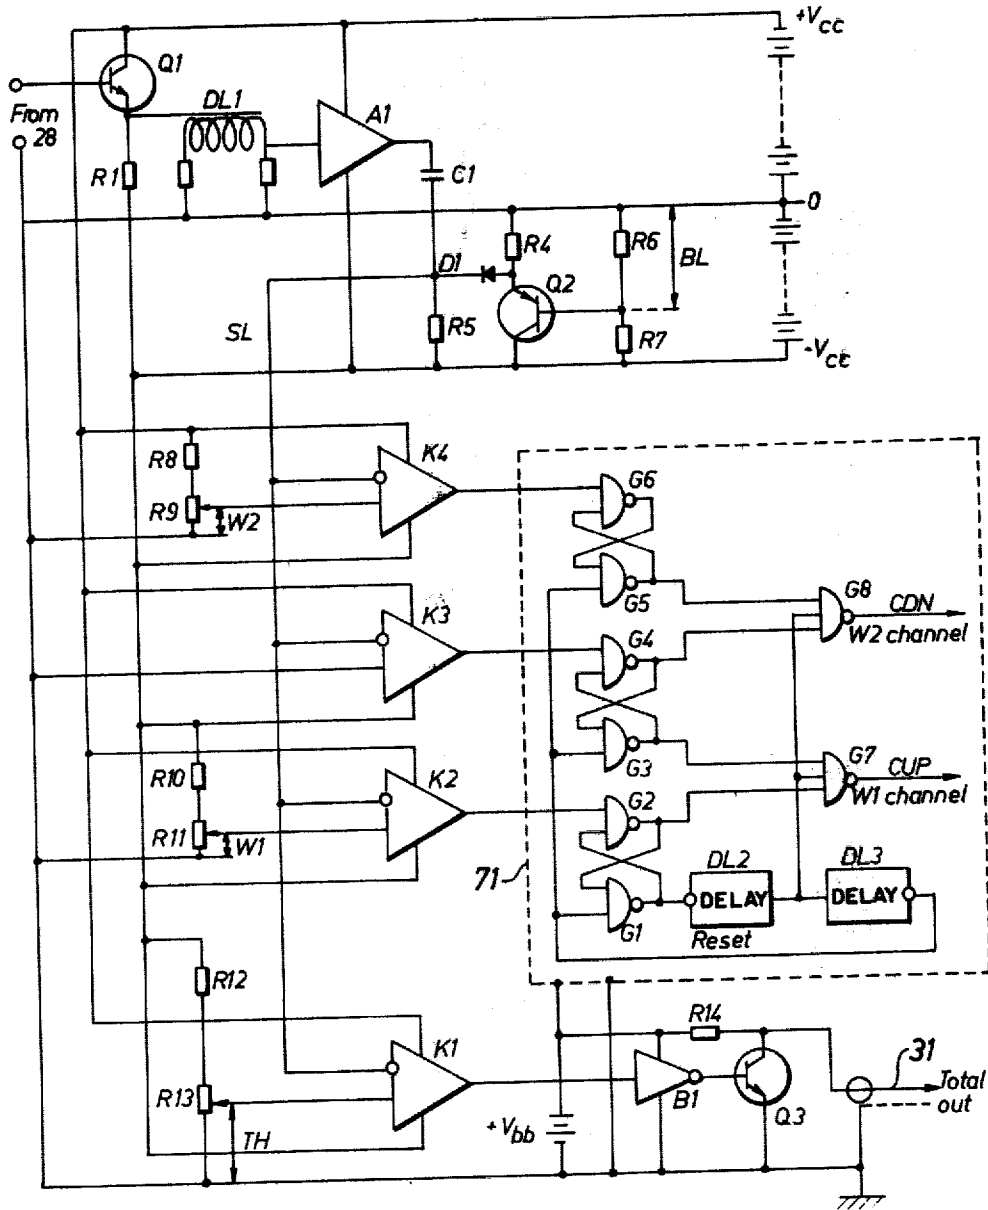 +Vcc
Q1
DL1
A1
From
28
R1
C1
0
R4
R6
BL
D1
Q2
SL
R5
R7
-Vcc
K4
R8
G6
R9
W2
G5
G8
CDN
K3
G4
W2 channel
G3
G7
CUP
R10
K2
G2
W1 channel
R11
W1
DL2
DL3
71
DELAY
DELAY
G1
Reset
R12
R14
K1
31
R13
B1
Q3
Total
out
+Vbb
TH